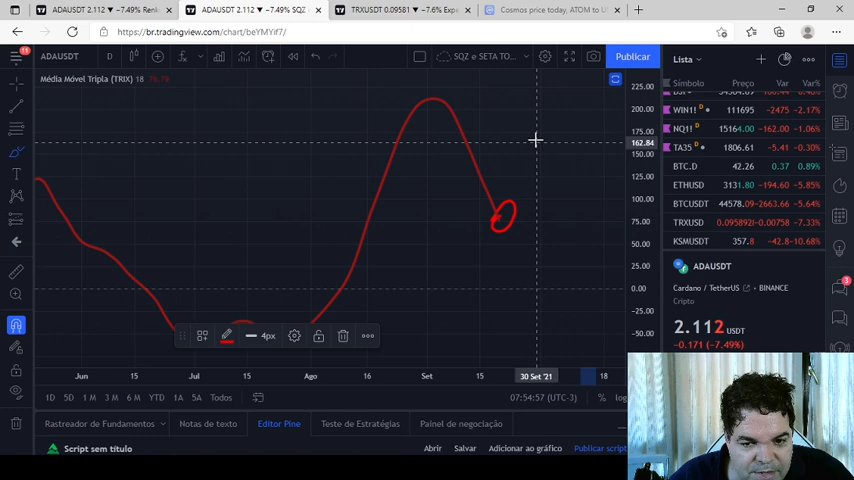 ADAUSDT 2.112 ▼ −7.49% Renk
ADAUSDT 2.112 ▼ −7.49% SQZ
TRXUSDT 0.09581 ▼ −7.6% Exp
Cosmos price today, ATOM to U
https://br.tradingview.com/chart/beYMYif7/
11
ADAUSDT
D
SQZ e SETA TO...
Publicar
Lista
Média Móvel Tripla (TRIX) 18 76.79
Símbolo Preço Var Var%
WIN1! D 111695 −2475 −2.17%
NQ1! D 15164.00 −162.00 −1.06%
TA35 D 1806.61 −5.41 −0.30%
BTC.D 42.26 0.37 0.89%
ETHUSD 3131.80 −194.60 −5.85%
BTCUSDT 44578.09 −2663.66 −5.64%
TRXUSD 0.095892 −0.00758 −7.33%
KSMUSDT 357.8 −42.8 −10.68%
ADAUSDT
Cardano / TetherUS • BINANCE
Cripto
2.112 USDT
−0.171 (−7.49%)
3
225.00
200.00
175.00
162.84
150.00
125.00
100.00
75.00
50.00
25.00
0.00
−25.00
−50.00
4px
Jun 15 Jul 15 Ago 16 Set 15 30 Set '21 18
1D 5D 1M 3M 6M YTD 1A 5A Todos
07:54:57 (UTC-3) % log
Rastreador de Fundamentos Notas de texto Editor Pine Teste de Estratégias Painel de negociação
Script sem título
Abrir Salvar Adicionar ao gráfico Publicar script